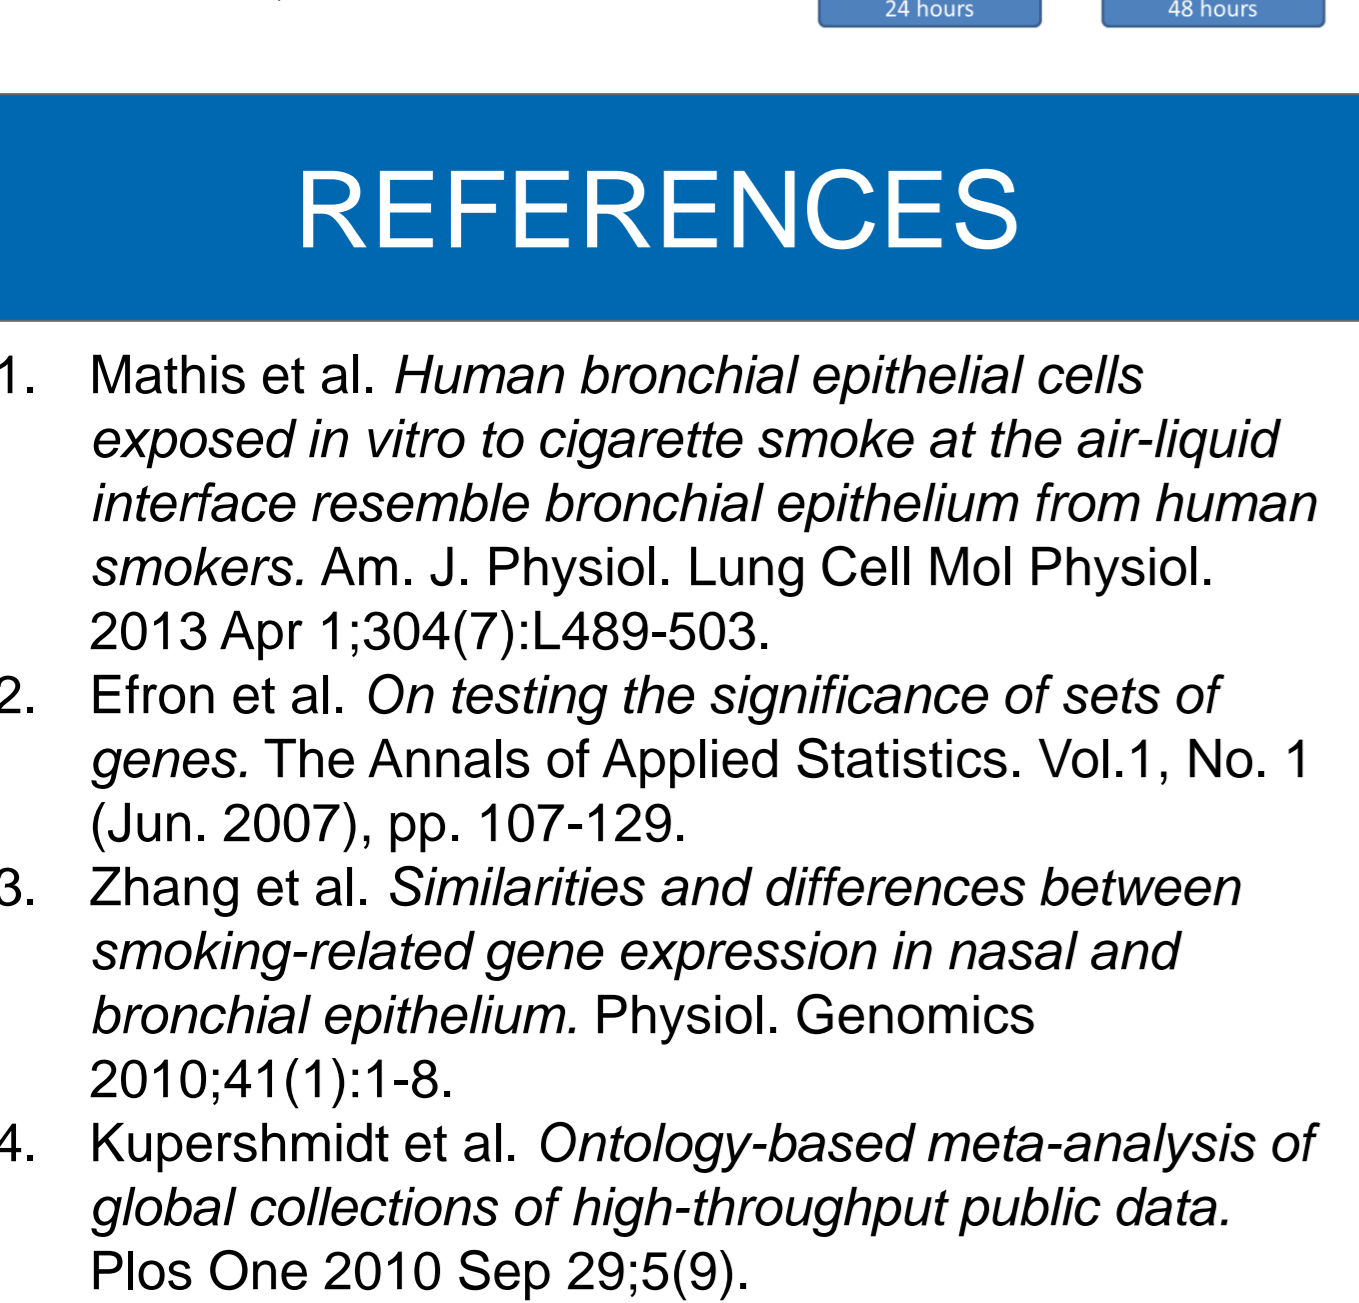 24 hours 48 hours
REFERENCES
1. Mathis et al. Human bronchial epithelial cells
exposed in vitro to cigarette smoke at the air-liquid
interface resemble bronchial epithelium from human
smokers. Am. J. Physiol. Lung Cell Mol Physiol.
2013 Apr 1;304(7):L489-503.
2. Efron et al. On testing the significance of sets of
genes. The Annals of Applied Statistics. Vol.1, No. 1
(Jun. 2007), pp. 107-129.
3. Zhang et al. Similarities and differences between
smoking-related gene expression in nasal and
bronchial epithelium. Physiol. Genomics
2010;41(1):1-8.
4. Kupershmidt et al. Ontology-based meta-analysis of
global collections of high-throughput public data.
Plos One 2010 Sep 29;5(9).